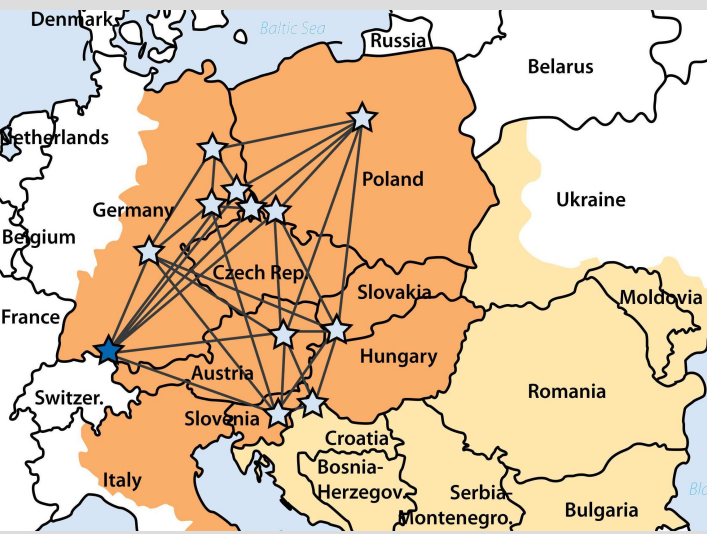 Denmark
Baltic Sea
Russia
Belarus
Netherlands
Poland
Ukraine
Germany
Belgium
Czech Rep.
Slovakia
Moldovia
France
Hungary
Austria
Romania
Switzer.
Slovenia
Croatia
Bosnia-
Herzegov.
Italy
Serbia-
Montenegro.
Bulgaria